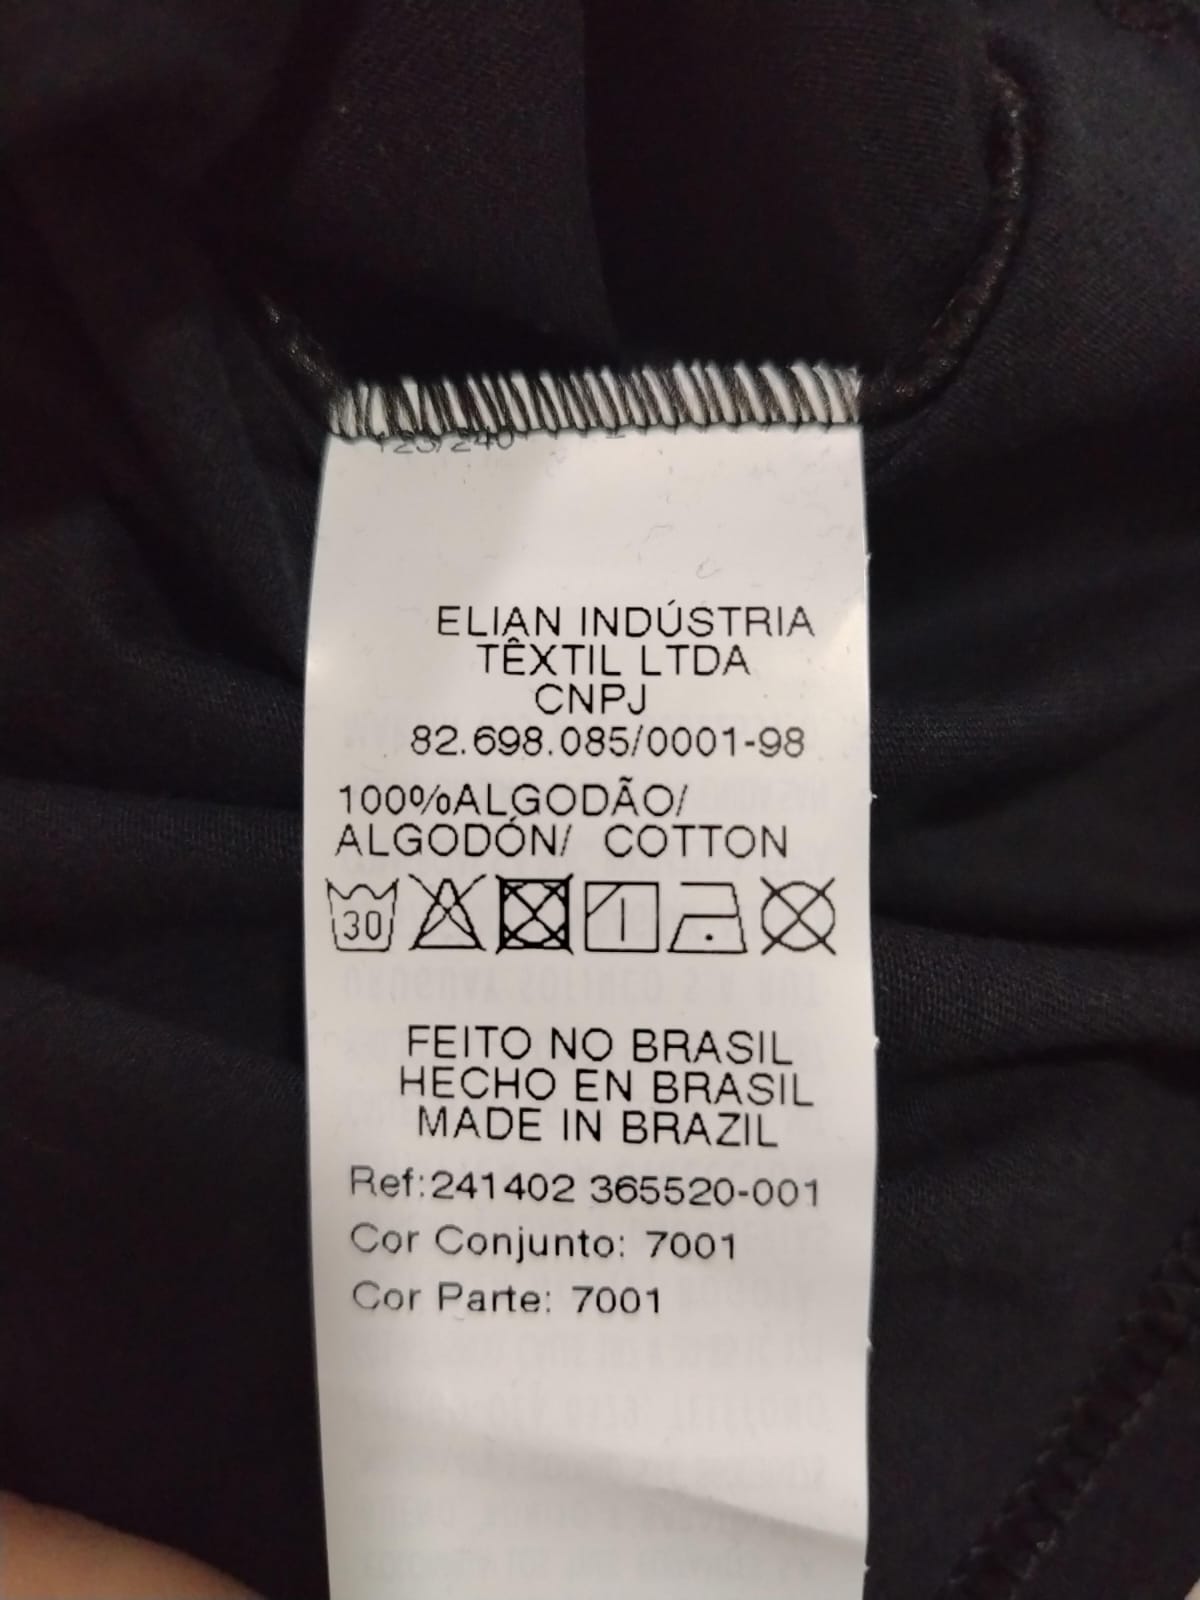 ELIAN INDÚSTRIA
TÊXTIL LTDA
CNPJ
82.698.085/0001-98
100%ALGODÃO/
ALGODÓN/ COTTON
30
FEITO NO BRASIL
HECHO EN BRASIL
MADE IN BRAZIL
Ref:241402 365520-001
Cor Conjunto: 7001
Cor Parte: 7001